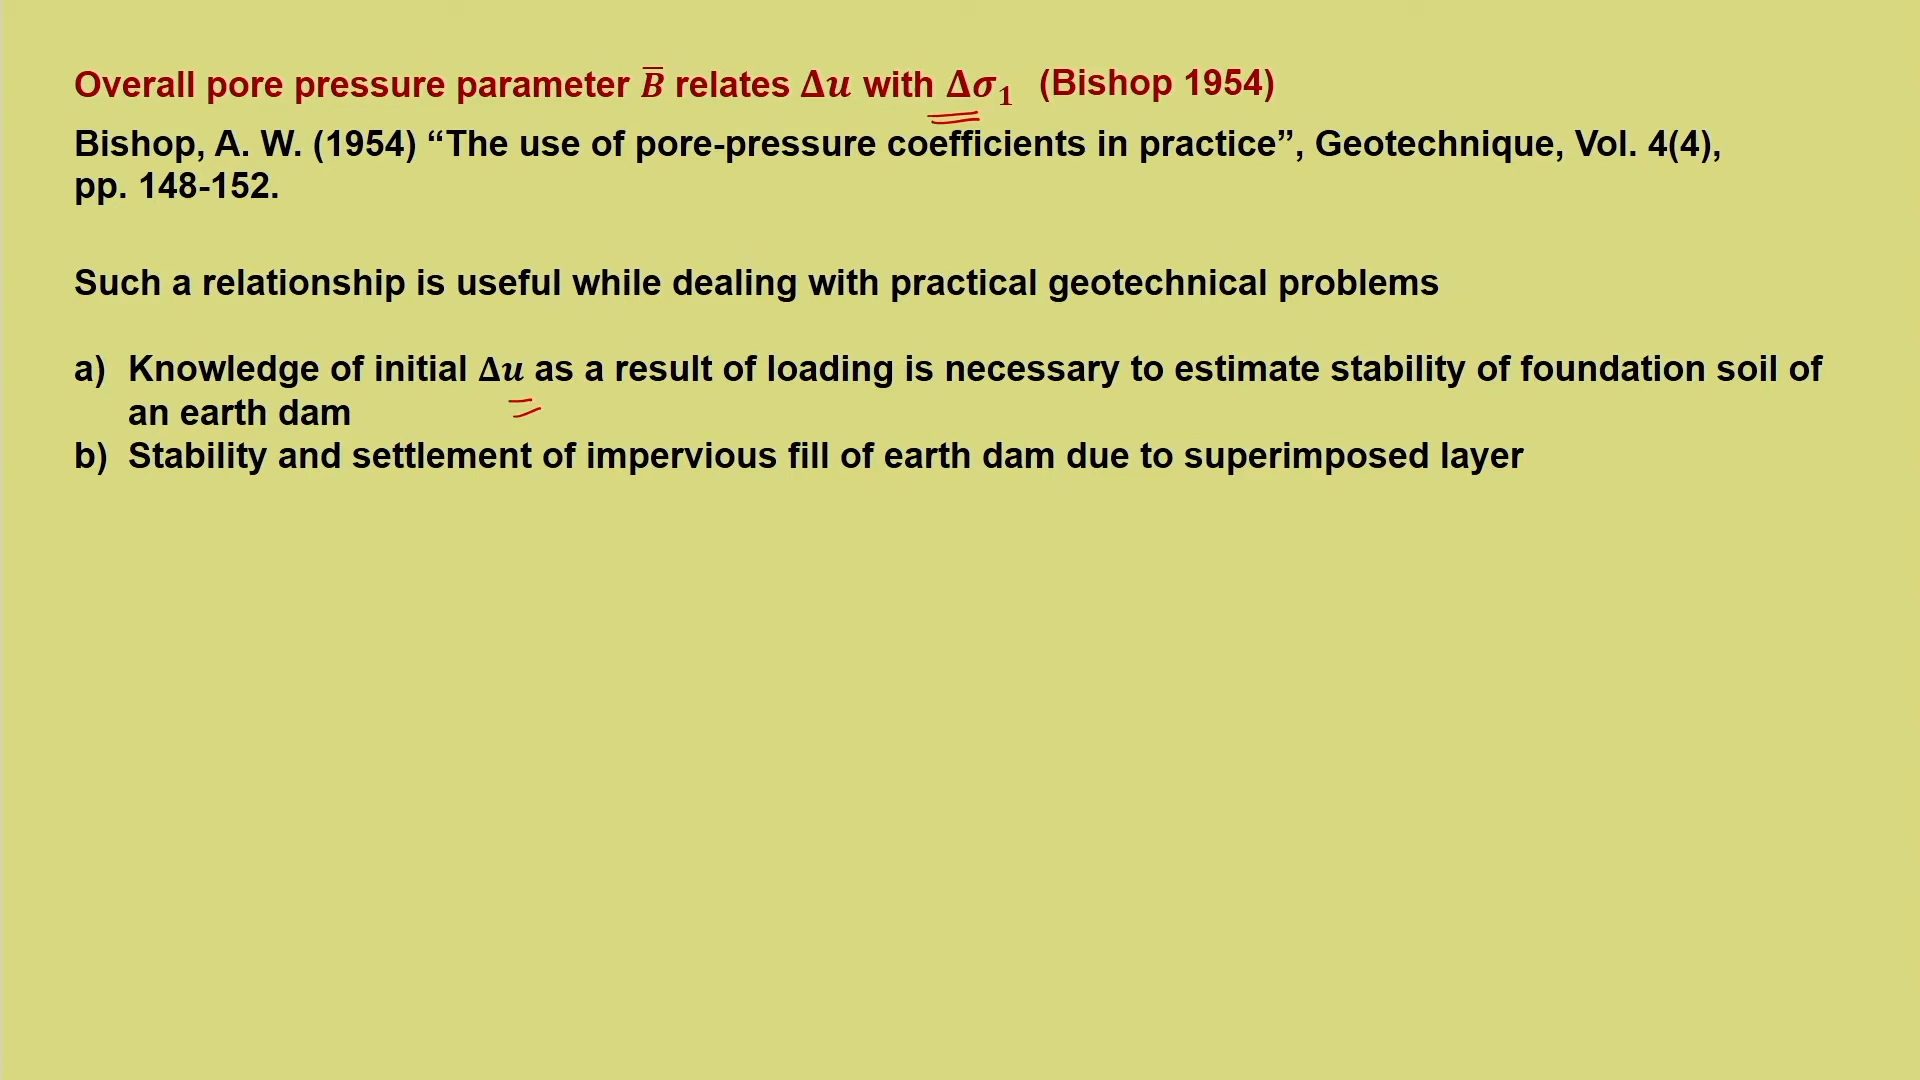 Overall pore pressure parameter B̅ relates Δu with Δσ₁ (Bishop 1954)
Bishop, A. W. (1954) “The use of pore-pressure coefficients in practice”, Geotechnique, Vol. 4(4),
pp. 148-152.
Such a relationship is useful while dealing with practical geotechnical problems
a) Knowledge of initial Δu as a result of loading is necessary to estimate stability of foundation soil of
an earth dam
b) Stability and settlement of impervious fill of earth dam due to superimposed layer